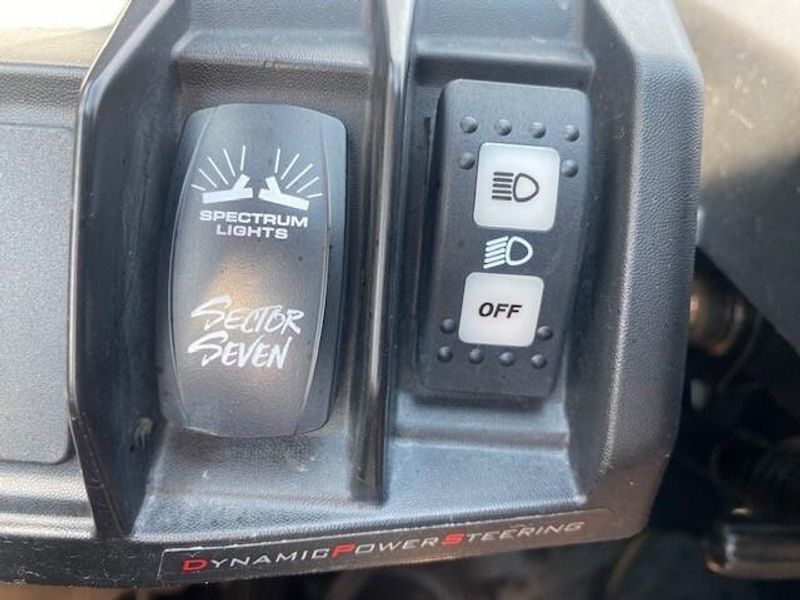 SPECTRUM
LIGHTS
SECTOR
SEVEN
OFF
DYNAMICPOWERSTEERING